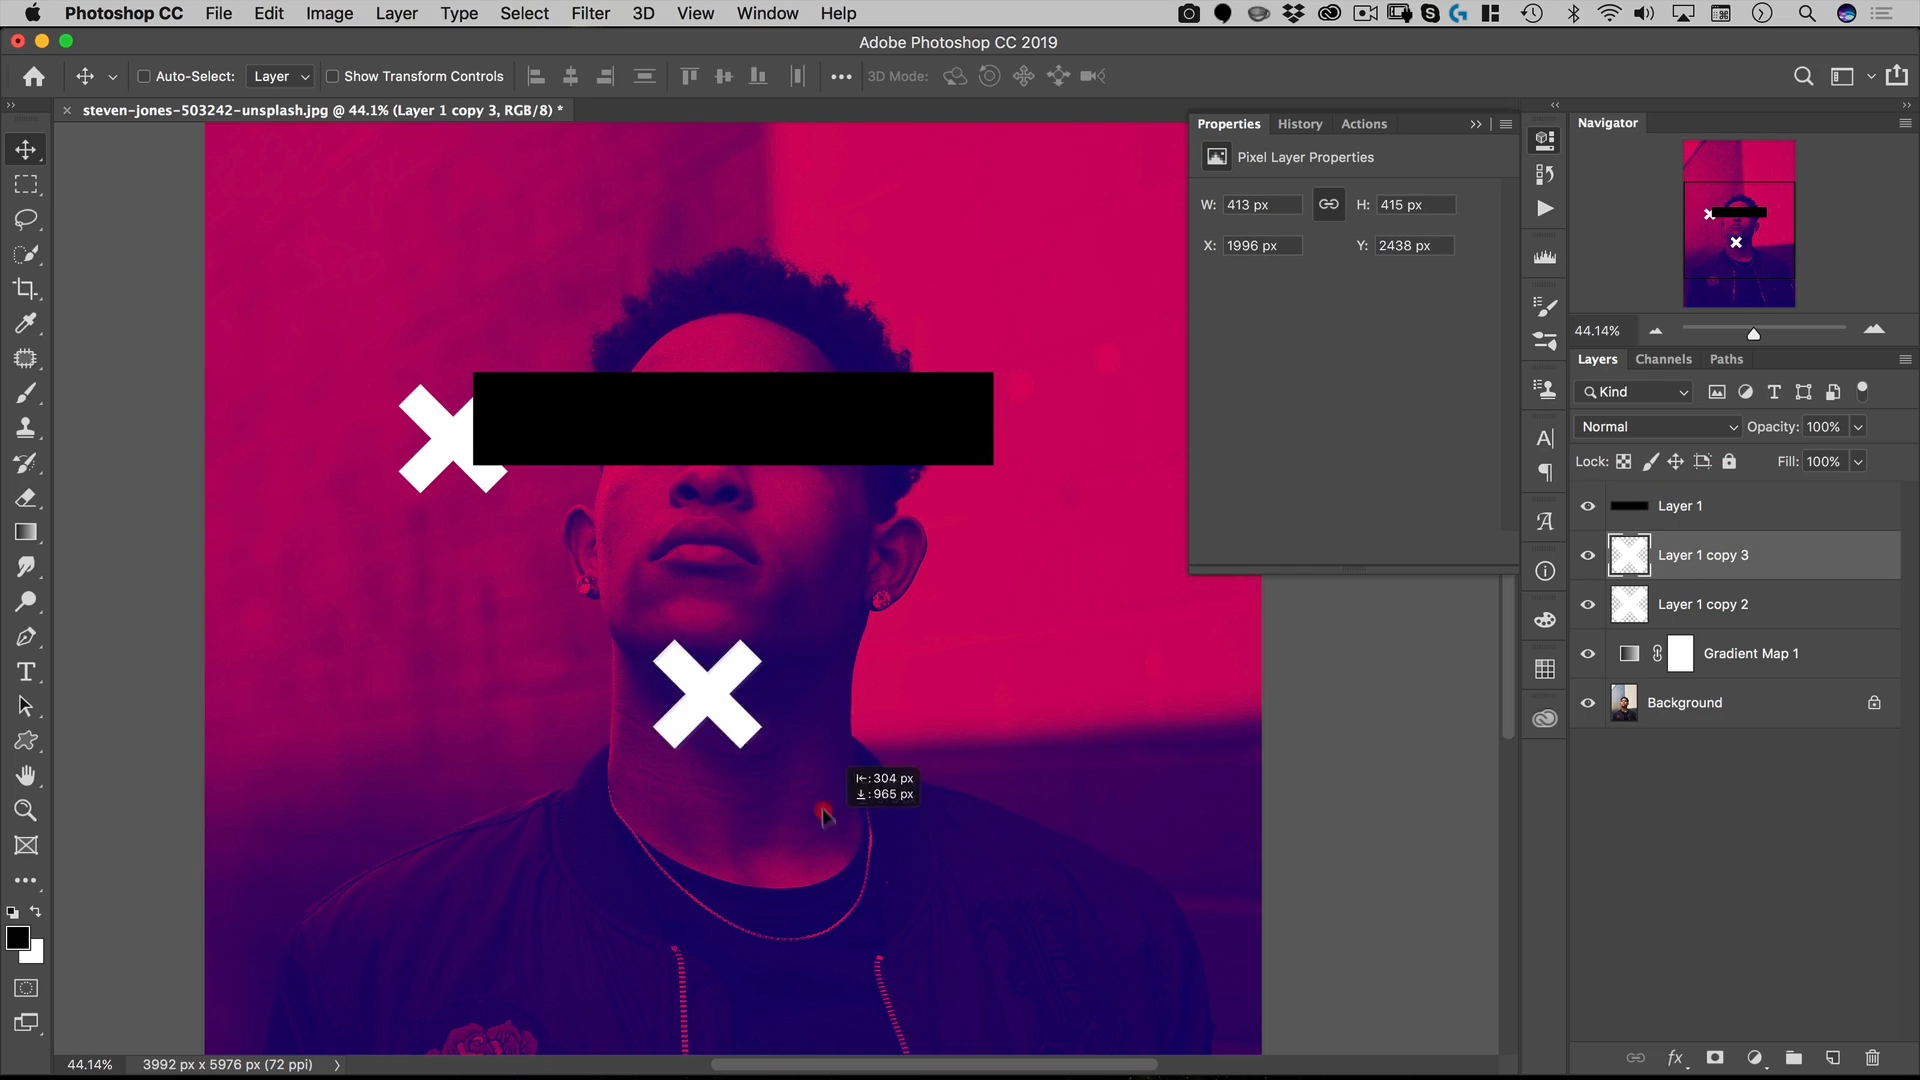 Photoshop CC File Edit Image Layer Type Select Filter 3D View Window Help
Adobe Photoshop CC 2019
Auto-Select: Layer Show Transform Controls 3D Mode:
steven-jones-503242-unsplash.jpg @ 44.1% (Layer 1 copy 3, RGB/8) *
Properties History Actions
Pixel Layer Properties
W: 413 px H: 415 px
X: 1996 px Y: 2438 px
Navigator
44.14%
Layers Channels Paths
Kind
Normal Opacity: 100%
Lock: Fill: 100%
Layer 1
Layer 1 copy 3
Layer 1 copy 2
Gradient Map 1
Background
: 304 px
: 965 px
44.14% 3992 px x 5976 px (72 ppi)